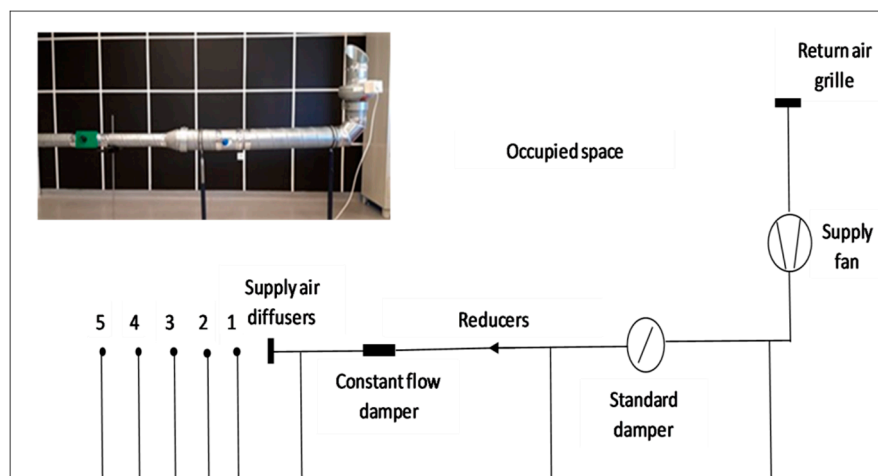 Return air
grille
Occupied space
Supply
fan
Supply air
diffusers
5 4 3 2 1
Reducers
Constant flow
damper
Standard
damper